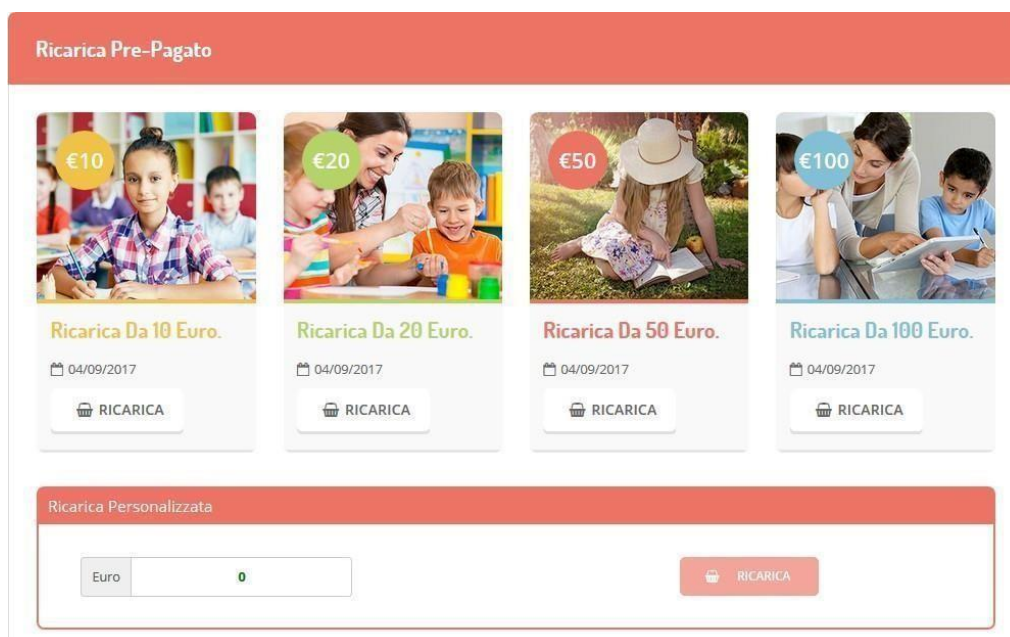 Ricarica Pre-Pagato
€10
€20
€50
€100
Ricarica Da 10 Euro.
Ricarica Da 20 Euro.
Ricarica Da 50 Euro.
Ricarica Da 100 Euro.
04/09/2017
04/09/2017
04/09/2017
04/09/2017
RICARICA
RICARICA
RICARICA
RICARICA
Ricarica Personalizzata
Euro
0
RICARICA